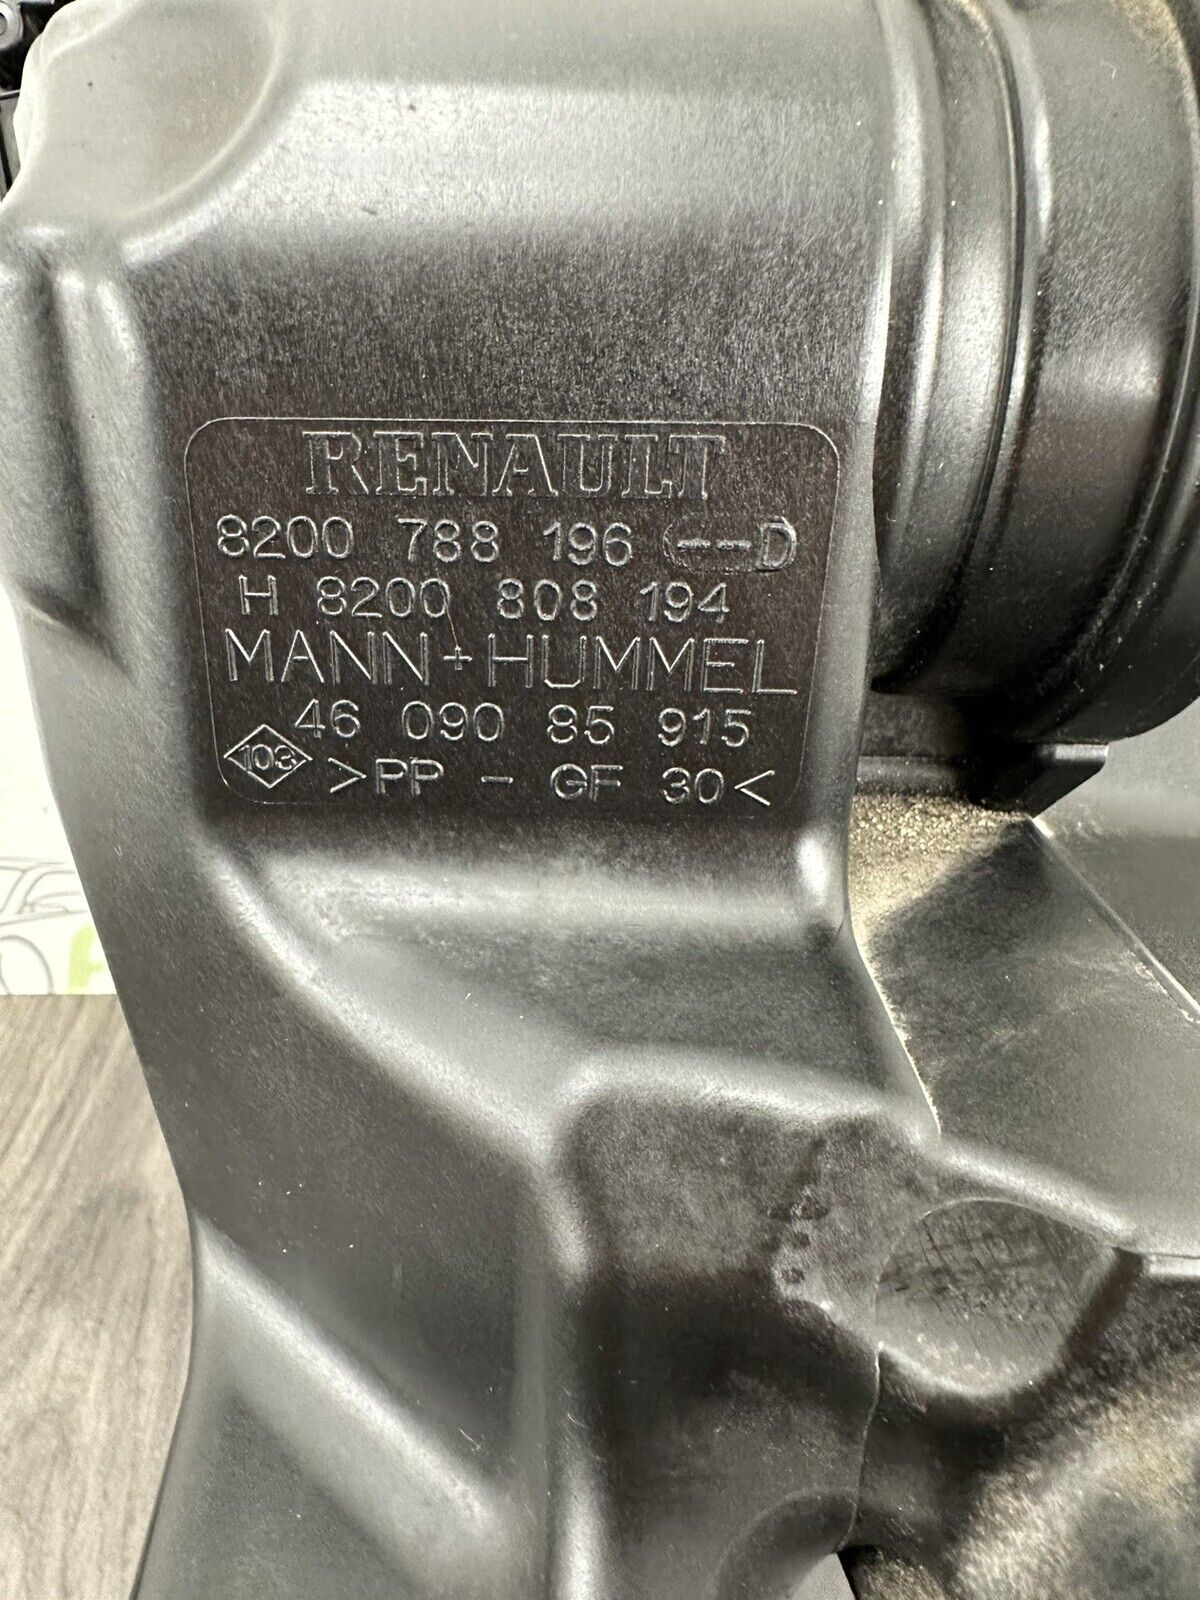 RENAULT
8200 788 196 --D
H 8200 808 194
MANN+HUMMEL
46 090 85 915
103 >PP - GF 30<